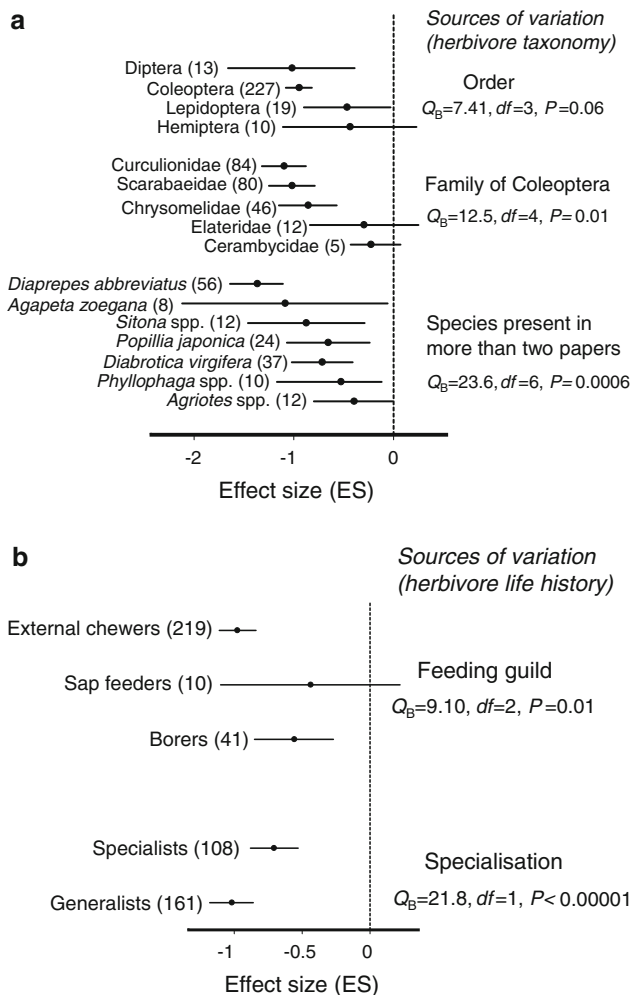 a
Sources of variation
(herbivore taxonomy)
Diptera (13)
Coleoptera (227)
Lepidoptera (19)
Hemiptera (10)
Order
Q_B=7.41, df=3, P=0.06
Curculionidae (84)
Scarabaeidae (80)
Chrysomelidae (46)
Elateridae (12)
Cerambycidae (5)
Family of Coleoptera
Q_B=12.5, df=4, P=0.01
Diaprepes abbreviatus (56)
Agapeta zoegana (8)
Sitona spp. (12)
Popillia japonica (24)
Diabrotica virgifera (37)
Phyllophaga spp. (10)
Agriotes spp. (12)
Species present in
more than two papers
Q_B=23.6, df=6, P=0.0006
-2 -1 0
Effect size (ES)
b
Sources of variation
(herbivore life history)
External chewers (219)
Sap feeders (10)
Borers (41)
Feeding guild
Q_B=9.10, df=2, P=0.01
Specialists (108)
Generalists (161)
Specialisation
Q_B=21.8, df=1, P<0.00001
-1 -0.5 0
Effect size (ES)